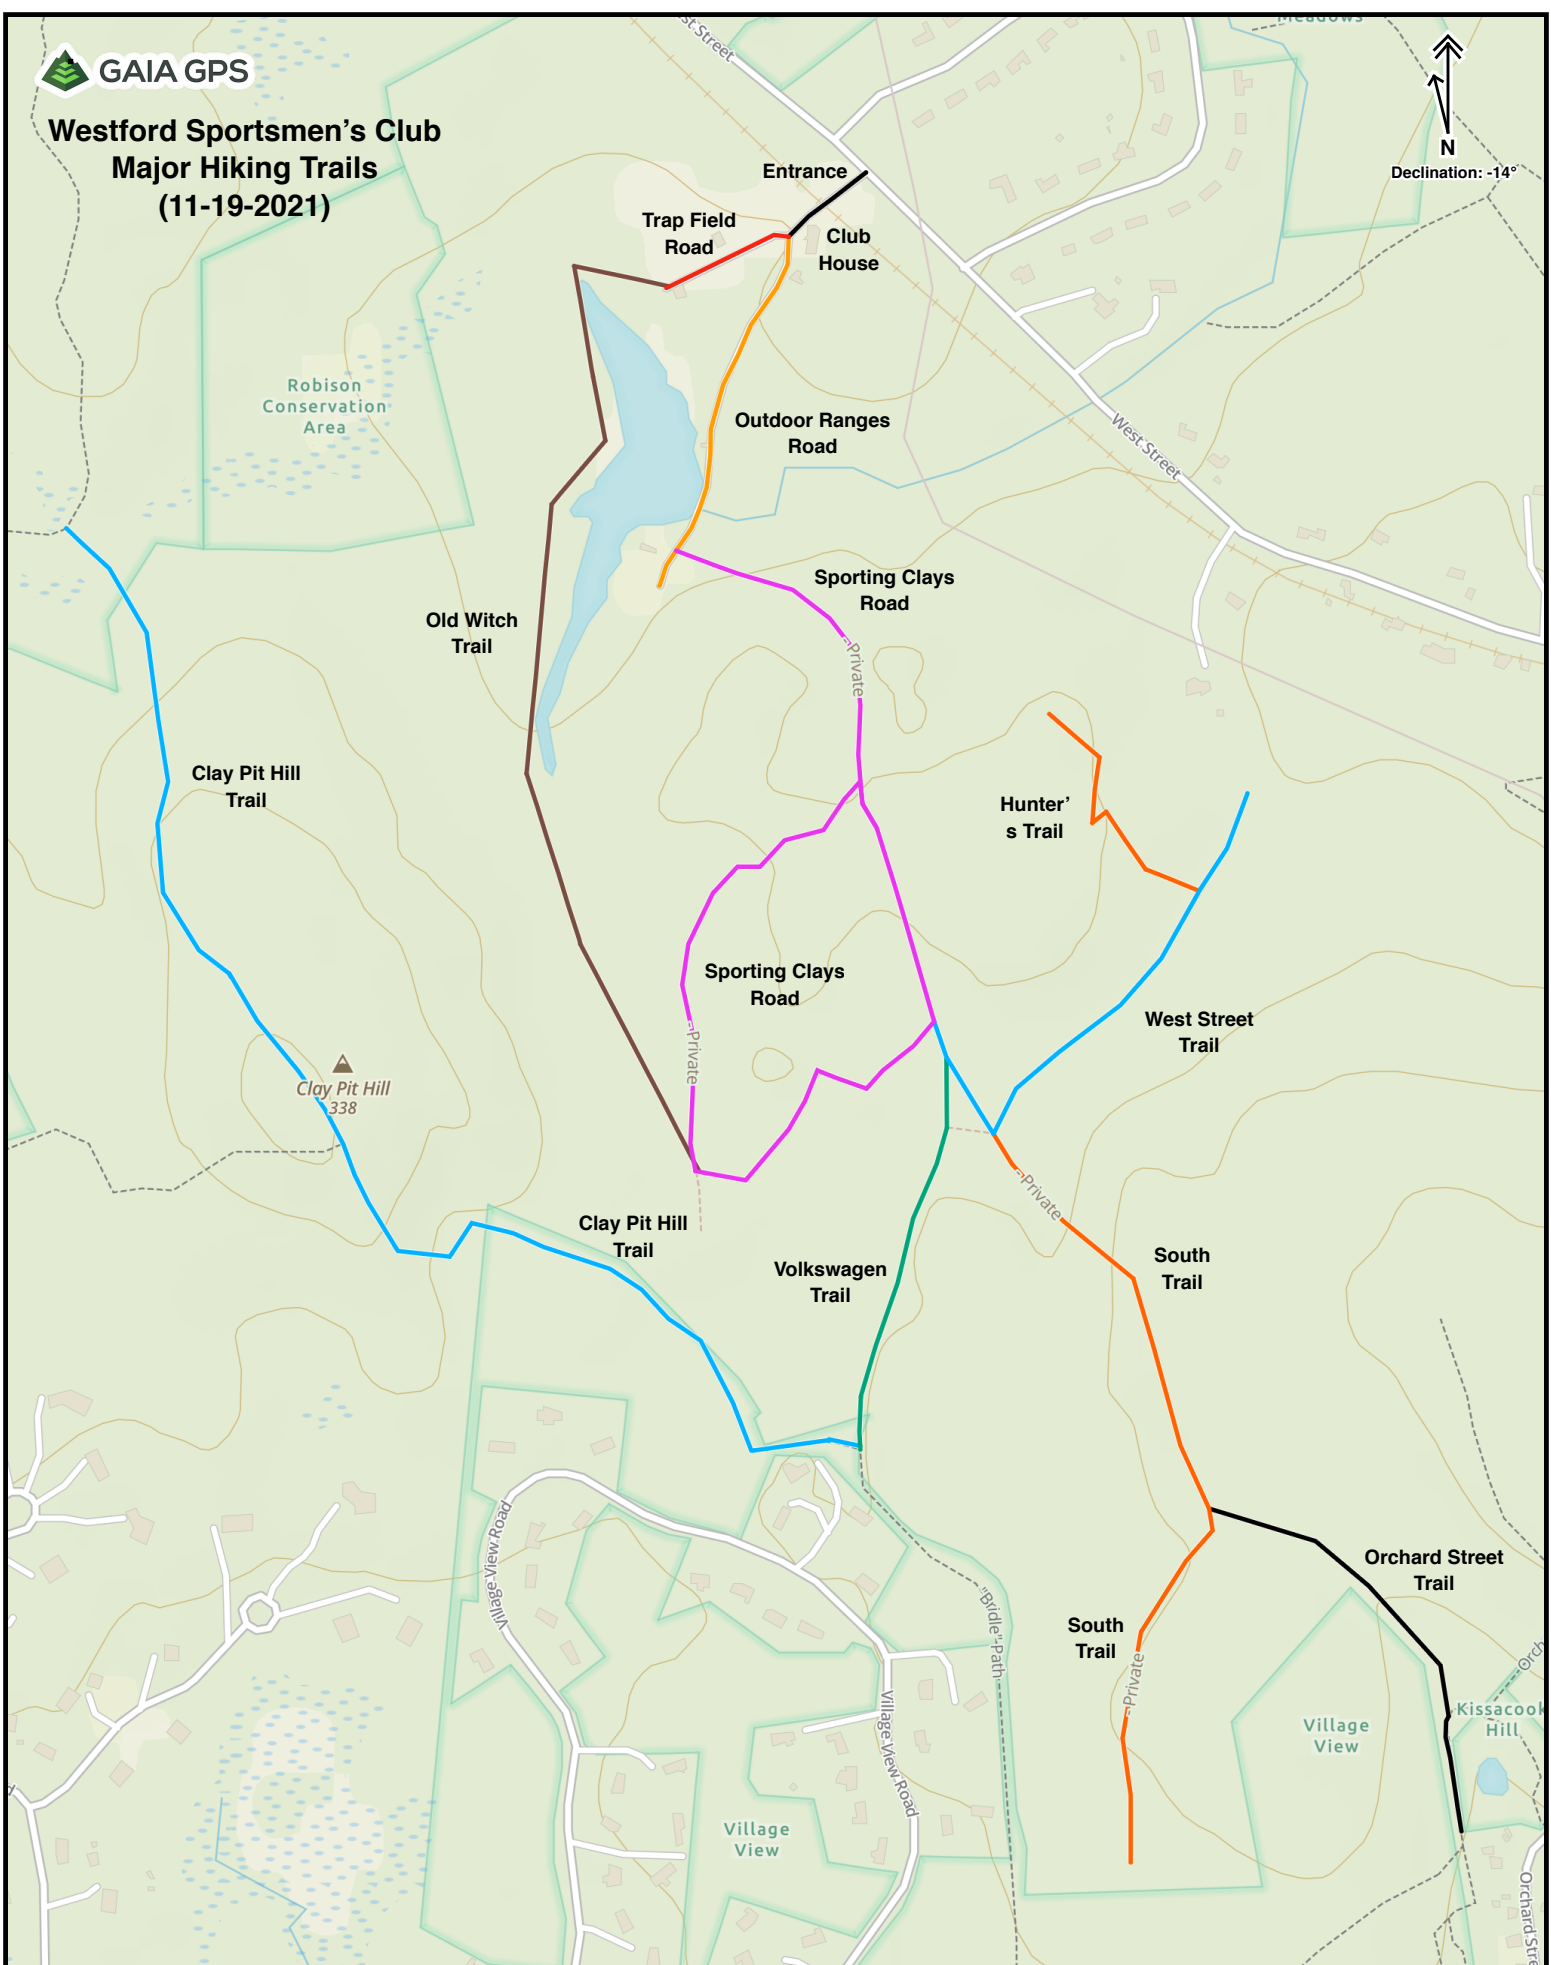 GAIA GPS
Westford Sportsmen's Club
Major Hiking Trails
(11-19-2021)
West Street
N
Declination: -14°
Entrance
Trap Field
Road
Club
House
Robison
Conservation
Area
Outdoor Ranges
Road
West Street
Sporting Clays
Road
Old Witch
Trail
Private
Clay Pit Hill
Trail
Hunter'
s Trail
Sporting Clays
Road
West Street
Trail
Private
Clay Pit Hill
338
Private
Clay Pit Hill
Trail
South
Trail
Volkswagen
Trail
Village View Road
Orchard Street
Trail
"Bridle" Path
South
Trail
Private
Village View Road
Kissacook
Hill
Village
View
Village
View
Orchard Stre